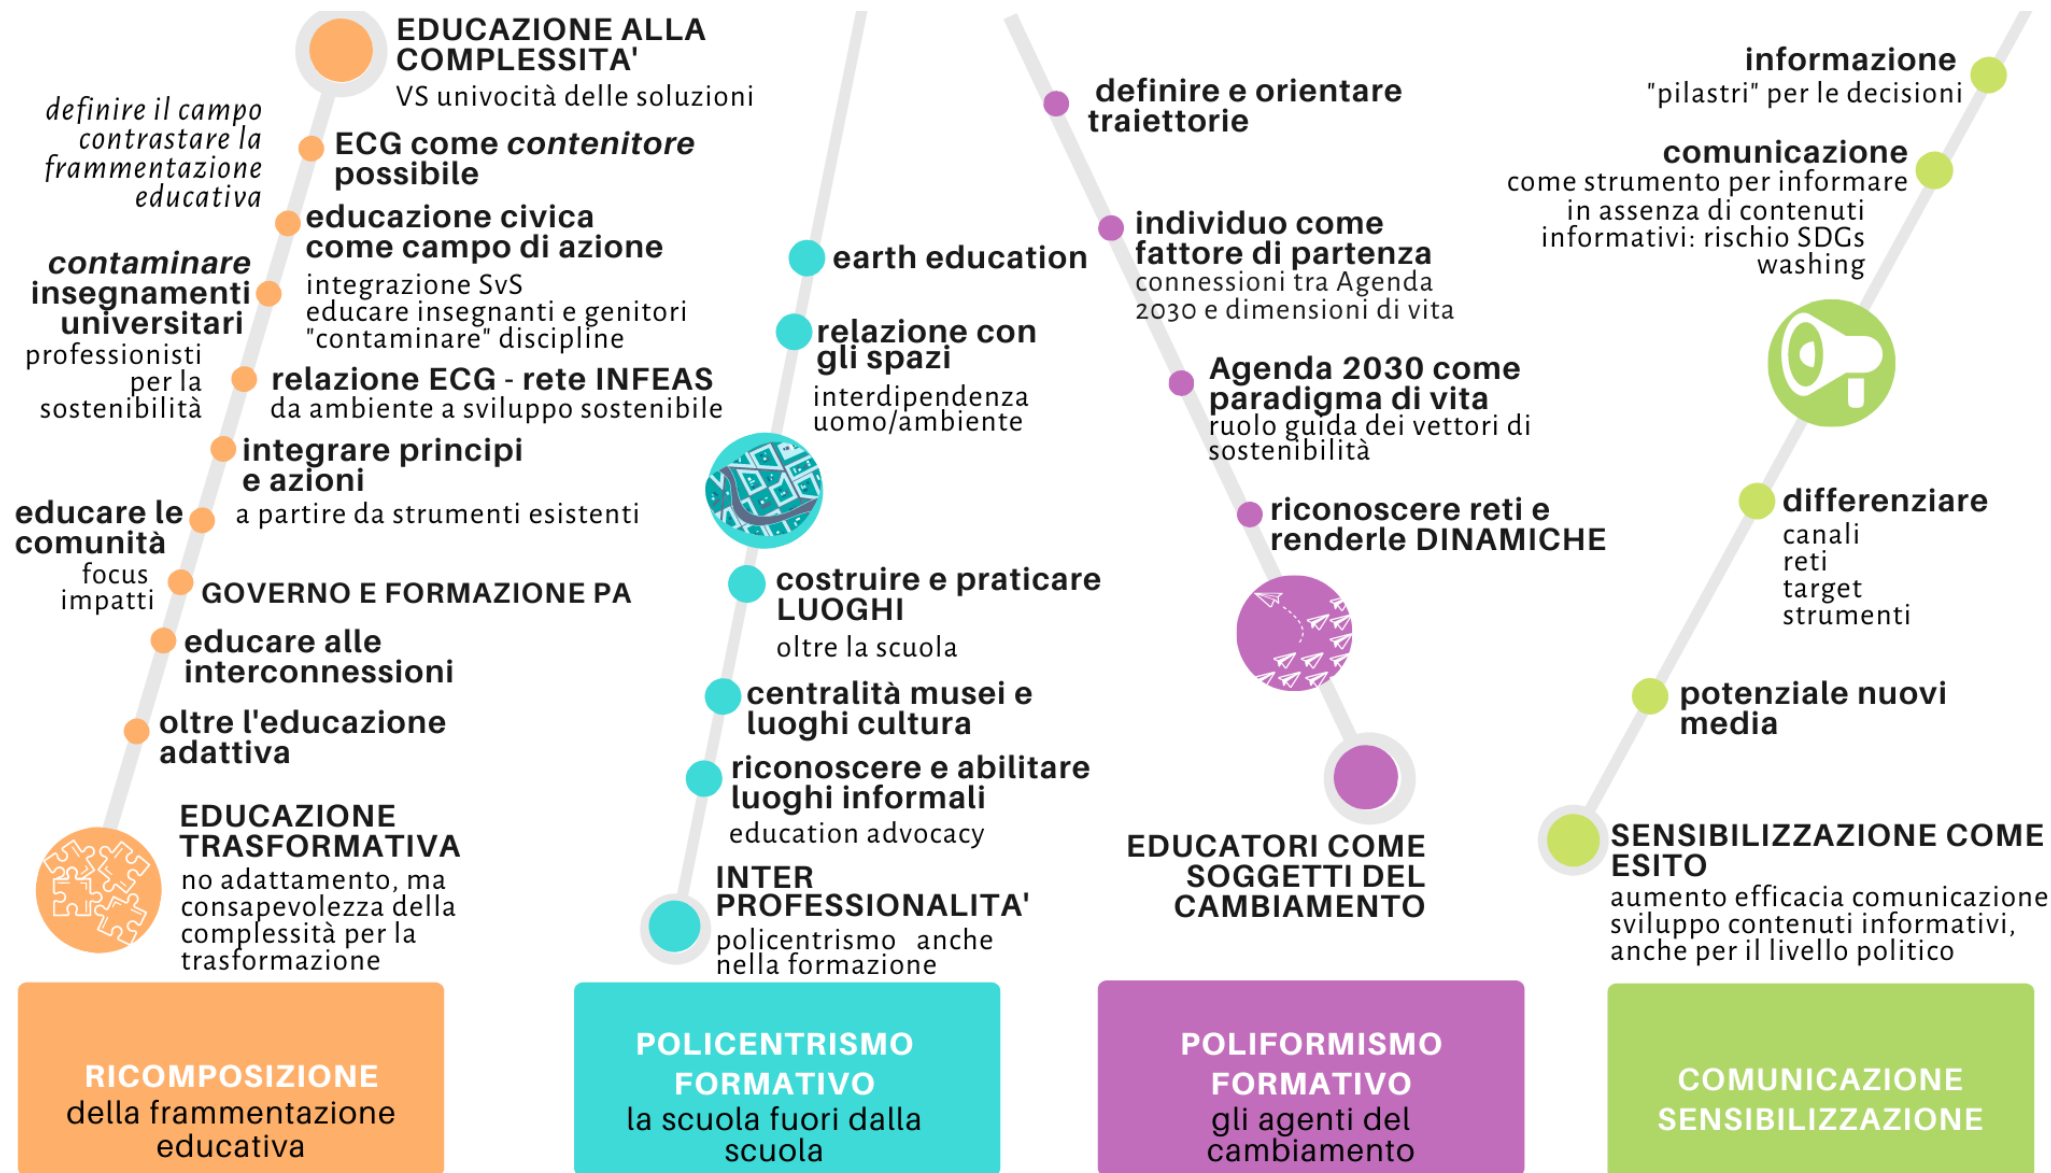 EDUCAZIONE ALLA
COMPLESSITA'
VS univocità delle soluzioni
definire il campo
contrastare la
frammentazione
educativa
ECG come contenitore
possibile
educazione civica
come campo di azione
integrazione SvS
educare insegnanti e genitori
"contaminare" discipline
contaminare
insegnamenti
universitari
professionisti
per la
sostenibilità
relazione ECG - rete INFEAS
da ambiente a sviluppo sostenibile
integrare principi
e azioni
a partire da strumenti esistenti
educare le
comunità
focus
impatti
GOVERNO E FORMAZIONE PA
educare alle
interconnessioni
oltre l'educazione
adattiva
EDUCAZIONE
TRASFORMATIVA
no adattamento, ma
consapevolezza della
complessità per la
trasformazione
RICOMPOSIZIONE
della frammentazione
educativa
earth education
relazione con
gli spazi
interdipendenza
uomo/ambiente
costruire e praticare
LUOGHI
oltre la scuola
centralità musei e
luoghi cultura
riconoscere e abilitare
luoghi informali
education advocacy
INTER
PROFESSIONALITA'
policentrismo anche
nella formazione
POLICENTRISMO
FORMATIVO
la scuola fuori dalla
scuola
definire e orientare
traiettorie
individuo come
fattore di partenza
connessioni tra Agenda
2030 e dimensioni di vita
Agenda 2030 come
paradigma di vita
ruolo guida dei vettori di
sostenibilità
riconoscere reti e
renderle DINAMICHE
EDUCATORI COME
SOGGETTI DEL
CAMBIAMENTO
POLIFORMISMO
FORMATIVO
gli agenti del
cambiamento
informazione
"pilastri" per le decisioni
comunicazione
come strumento per informare
in assenza di contenuti
informativi: rischio SDGs
washing
differenziare
canali
reti
target
strumenti
potenziale nuovi
media
SENSIBILIZZAZIONE COME
ESITO
aumento efficacia comunicazione
sviluppo contenuti informativi,
anche per il livello politico
COMUNICAZIONE
SENSIBILIZZAZIONE